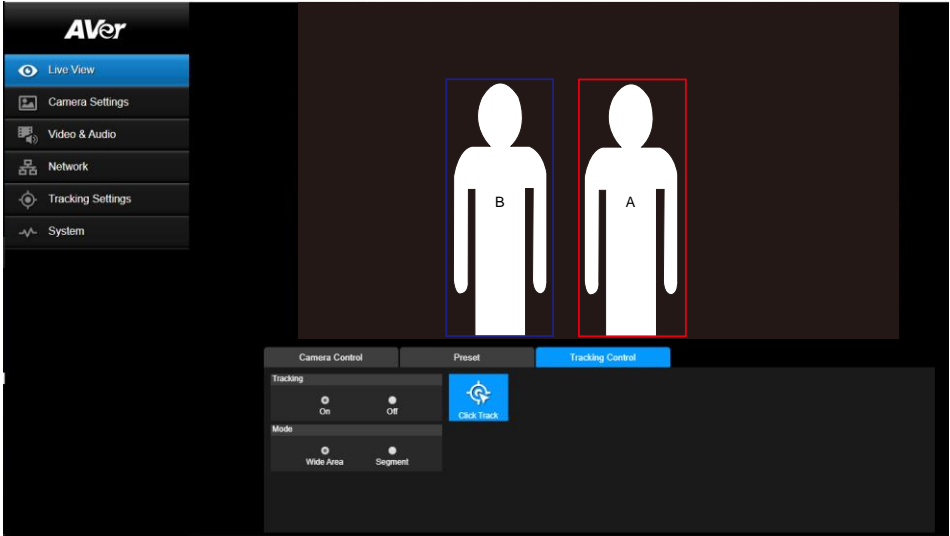 AVer
Live View
Camera Settings
Video & Audio
Network
Tracking Settings
System
B
A
Camera Control
Preset
Tracking Control
Tracking
On
Off
Click Track
Mode
Wide Area
Segment